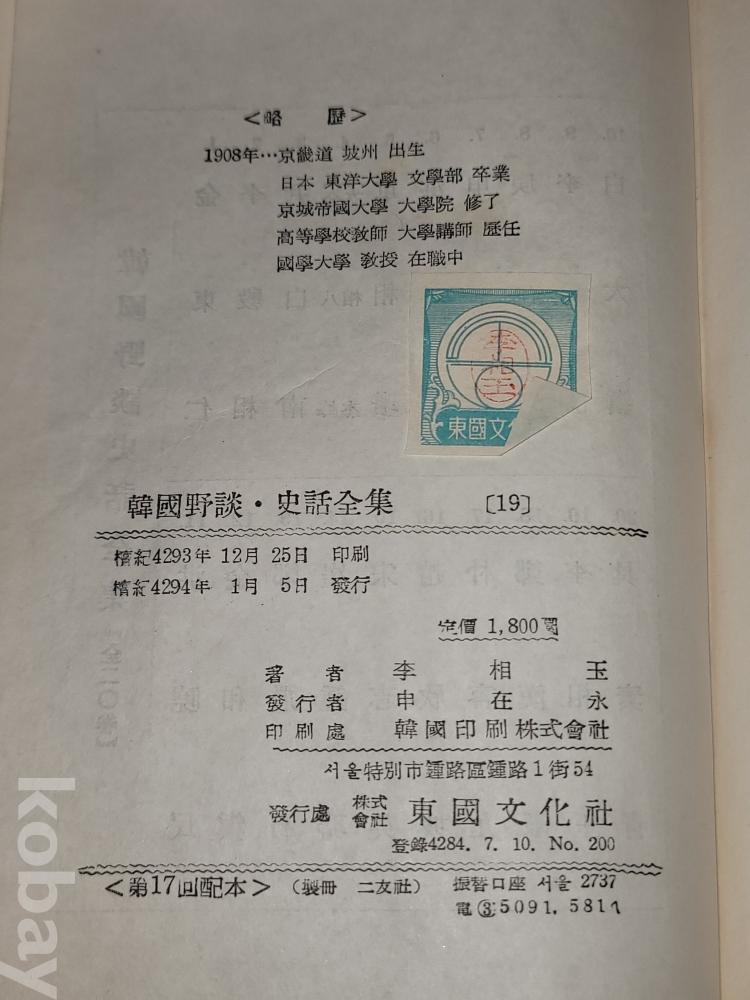 <略 歷>
1908年…京畿道 坡州 出生
日本 東洋大學 文學部 卒業
京城帝國大學 大學院 修了
高等學校敎師 大學講師 歷任
國學大學 敎授 在職中
李相玉
東國文
韓國野談・史話全集 〔19〕
檀紀4293年 12月 25日 印刷
檀紀4294年 1月 5日 發行
定價 1,800圜
著者 李相玉
發行者 申在永
印刷處 韓國印刷株式會社
서울特別市鍾路區鍾路1街54
發行處 株式會社 東國文化社
登錄4284. 7. 10. No. 200
<第17回配本> (製冊 二友社) 振替口座 서울 2737
電③5091. 5811
kobay